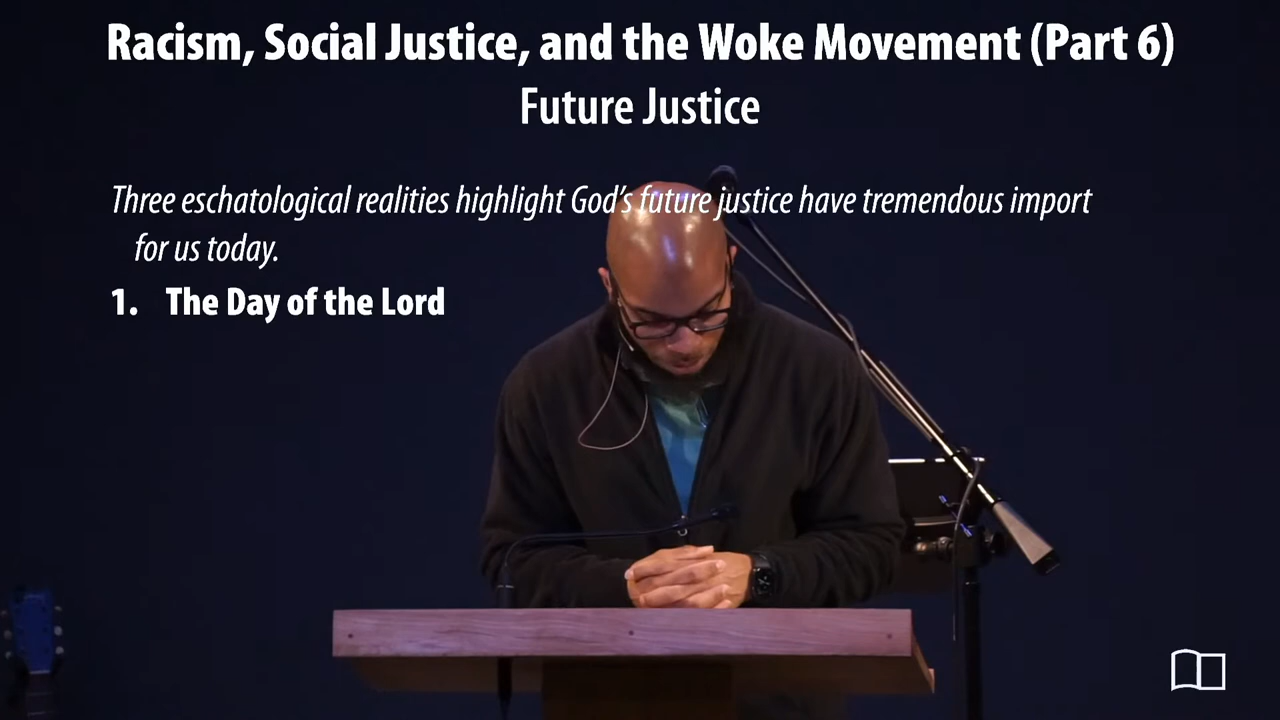 Racism, Social Justice, and the Woke Movement (Part 6)
Future Justice
Three eschatological realities highlight God's future justice have tremendous import
for us today.
1. The Day of the Lord